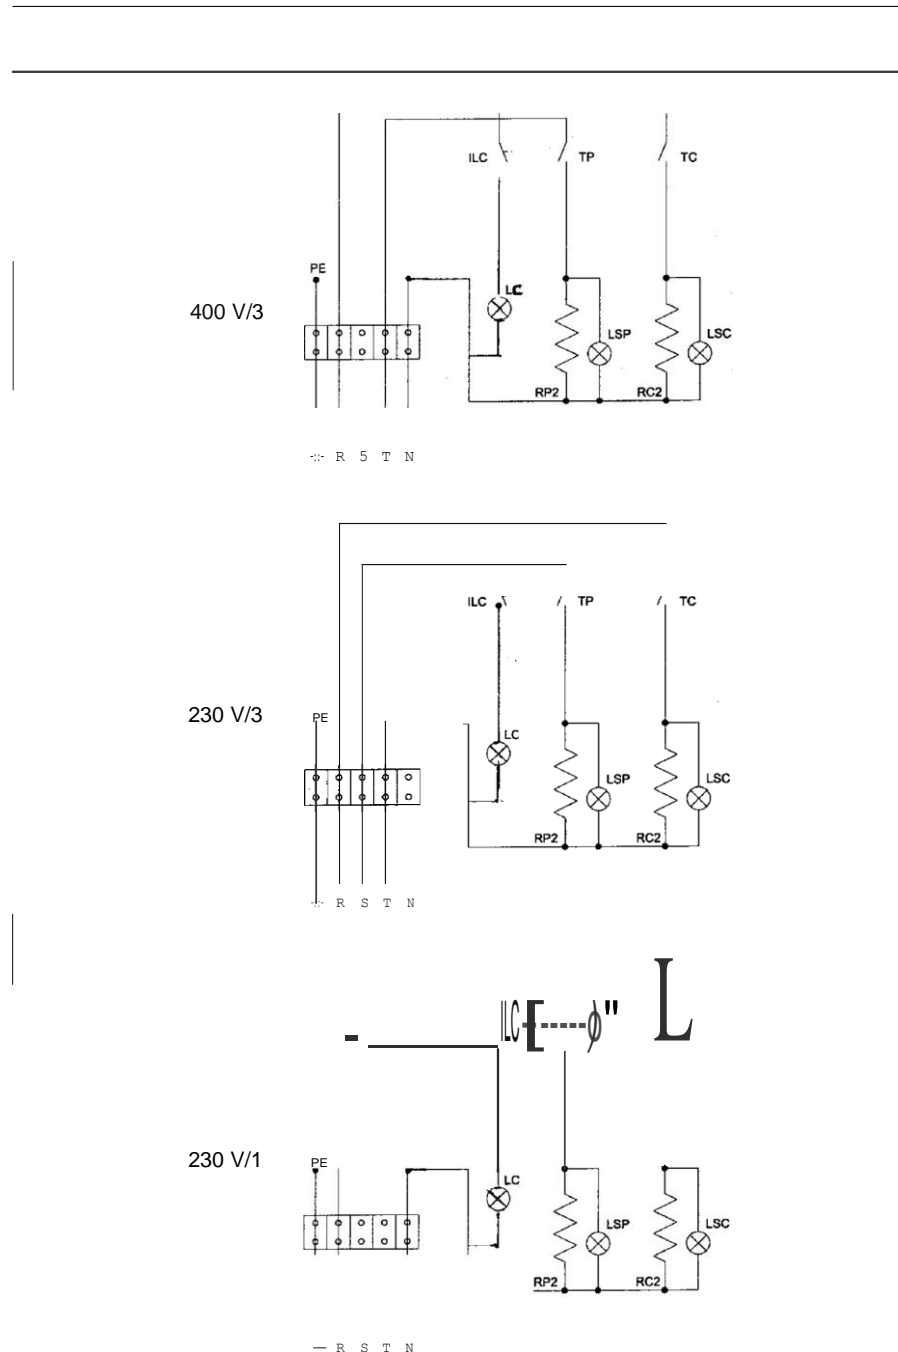 ILC TP TC
PE
LC
400 V/3
LSP LSC
RP2 RC2
R 5 T N
ILC TP TC
230 V/3
PE
LC
LSP LSC
RP2 RC2
R S T N
ILC L
230 V/1
PE
LC
LSP LSC
RP2 RC2
— R S T N